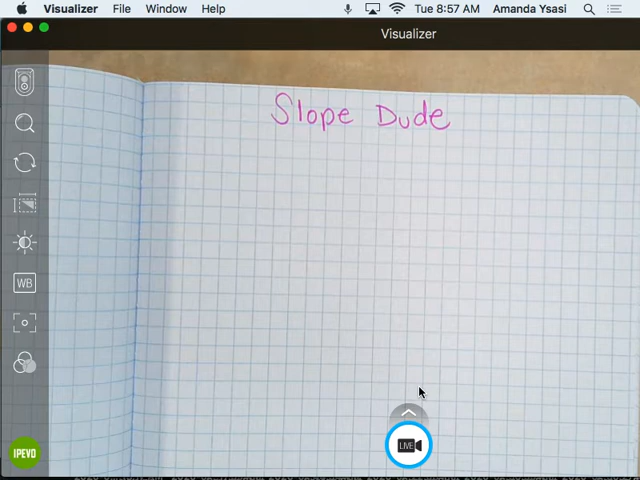 Visualizer File Window Help Tue 8:57 AM Amanda Ysasi
Visualizer
Slope Dude
WB
LIVE
IPEVO